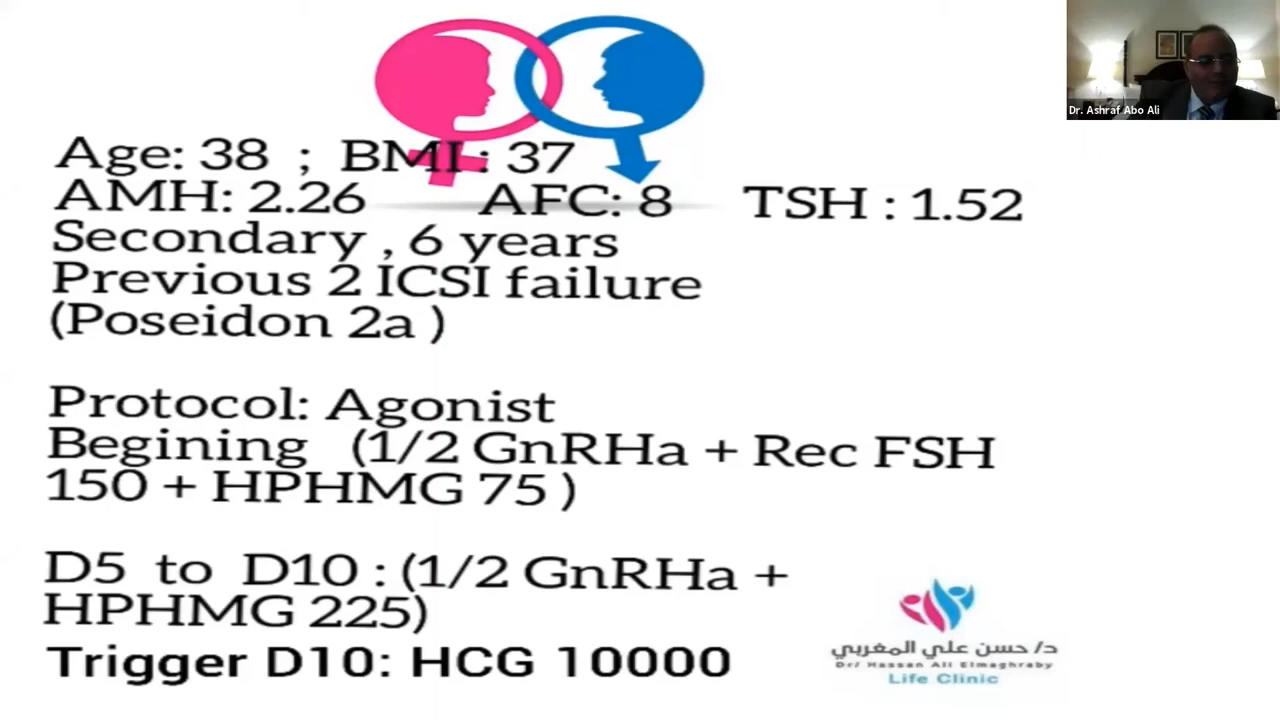 Dr. Ashraf Abo Ali
Age: 38 ; BMI : 37
AMH: 2.26 AFC: 8 TSH : 1.52
Secondary , 6 years
Previous 2 ICSI failure
(Poseidon 2a )
Protocol: Agonist
Begining (1/2 GnRHa + Rec FSH
150 + HPHMG 75 )
D5 to D10 : (1/2 GnRHa +
HPHMG 225)
Trigger D10: HCG 10000
د/ حسن علي المغربي
Dr/ Hassan Ali Elmaghraby
Life Clinic